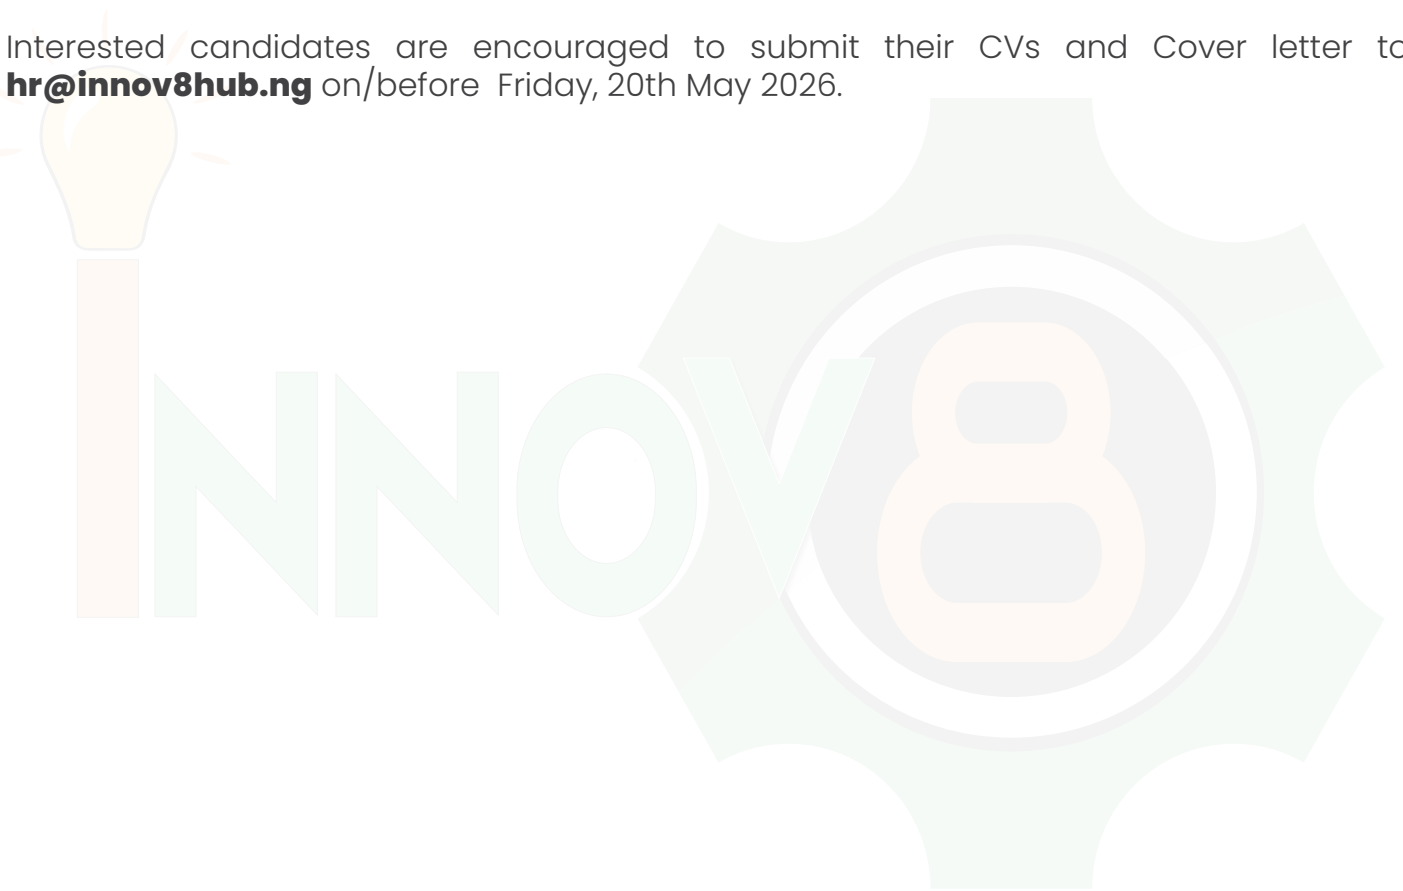 Interested candidates are encouraged to submit their CVs and Cover letter to
hr@innov8hub.ng on/before  Friday, 20th May 2026.
INNOV8